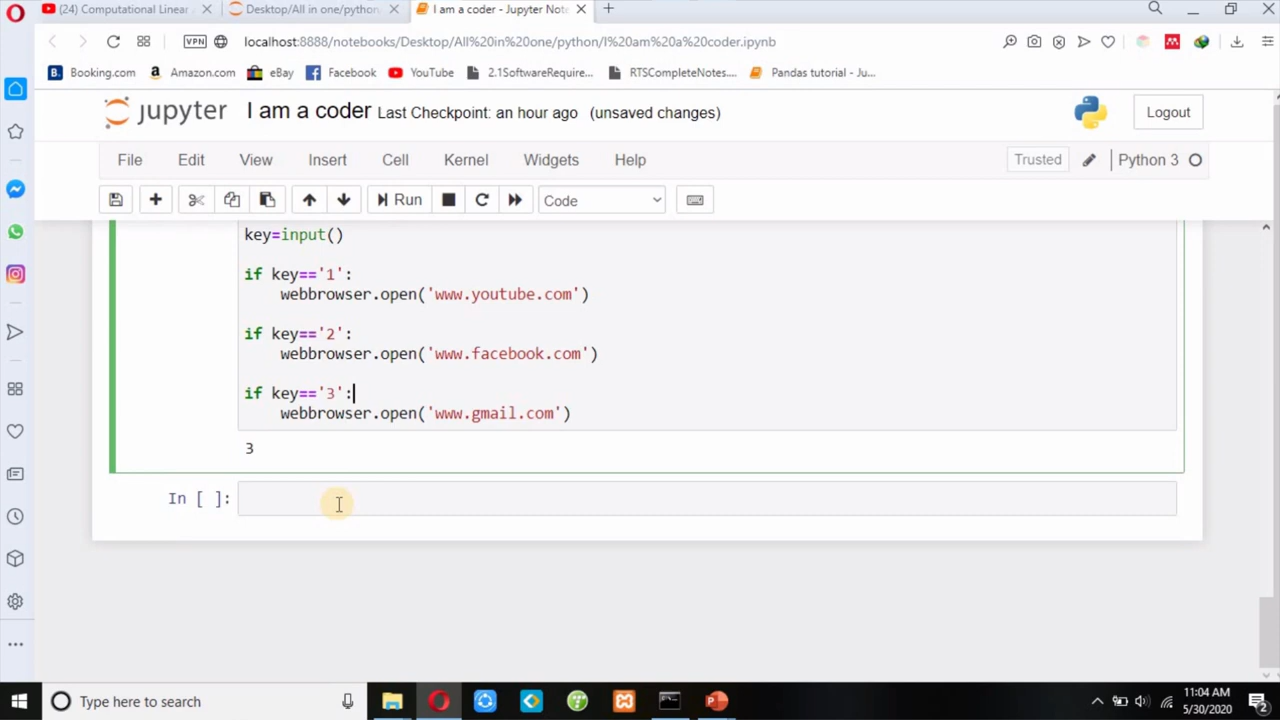 (24) Computational Linear
Desktop/All in one/python
I am a coder - Jupyter Not
VPN
localhost:8888/notebooks/Desktop/All%20in%20one/python/I%20am%20a%20coder.ipynb
B. Booking.com
a Amazon.com
eBay
Facebook
YouTube
2.1SoftwareRequire...
RTSCompleteNotes....
Pandas tutorial - Ju...
jupyter I am a coder Last Checkpoint: an hour ago (unsaved changes)
Logout
File Edit View Insert Cell Kernel Widgets Help
Trusted
Python 3
Run
Code
key=input()
if key=='1':
    webbrowser.open('www.youtube.com')
if key=='2':
    webbrowser.open('www.facebook.com')
if key=='3':
    webbrowser.open('www.gmail.com')
3
In [ ]:
Type here to search
11:04 AM
5/30/2020
2